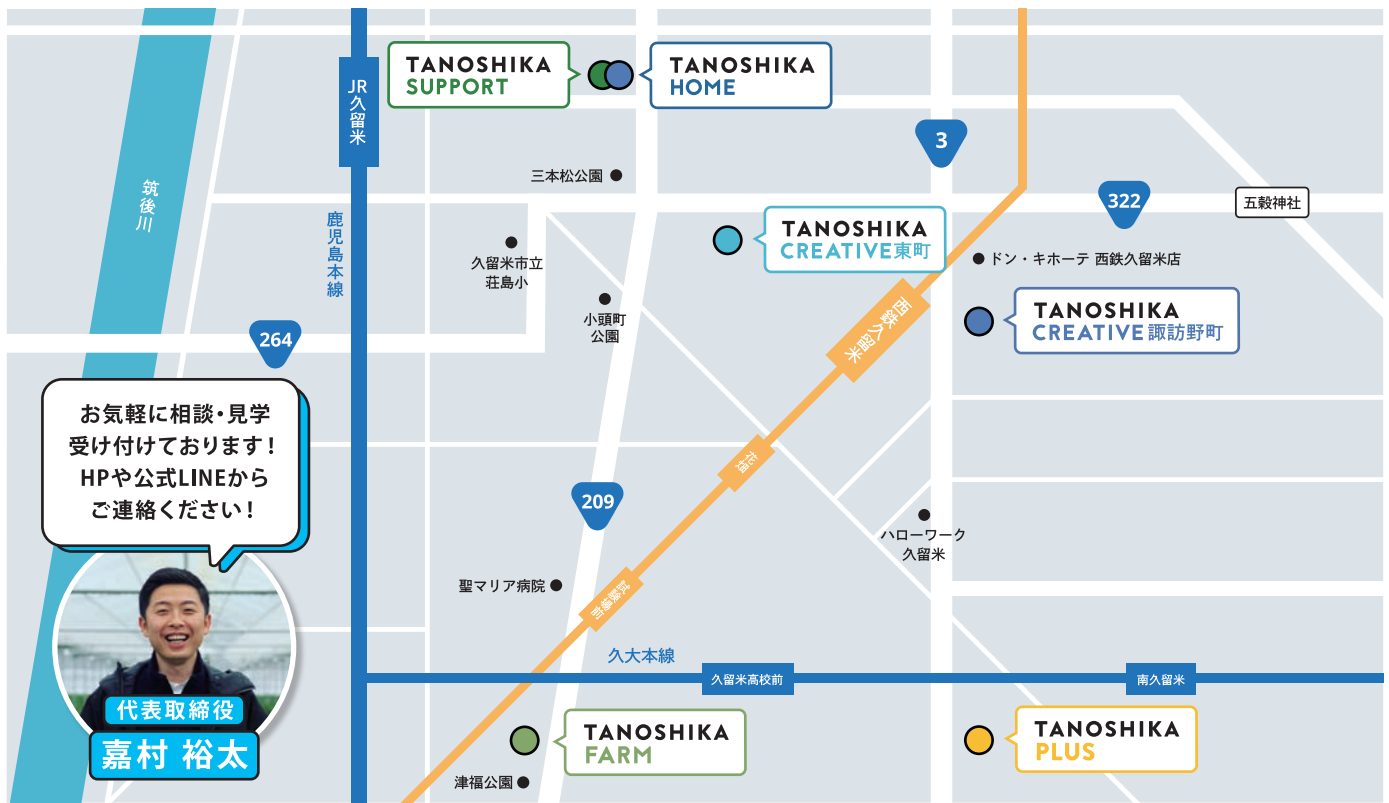 TANOSHIKA
SUPPORT
TANOSHIKA
HOME
JR久留米
3
三本松公園
筑後川
322
五穀神社
鹿児島本線
TANOSHIKA
CREATIVE東町
久留米市立
荘島小
ドン・キホーテ 西鉄久留米店
小頭町
公園
西鉄久留米
TANOSHIKA
CREATIVE諏訪野町
264
お気軽に相談・見学
受け付けております！
HPや公式LINEから
ご連絡ください！
花畑
209
ハローワーク
久留米
聖マリア病院
試験場前
久大本線
久留米高校前
南久留米
代表取締役
嘉村 裕太
TANOSHIKA
FARM
TANOSHIKA
PLUS
津福公園